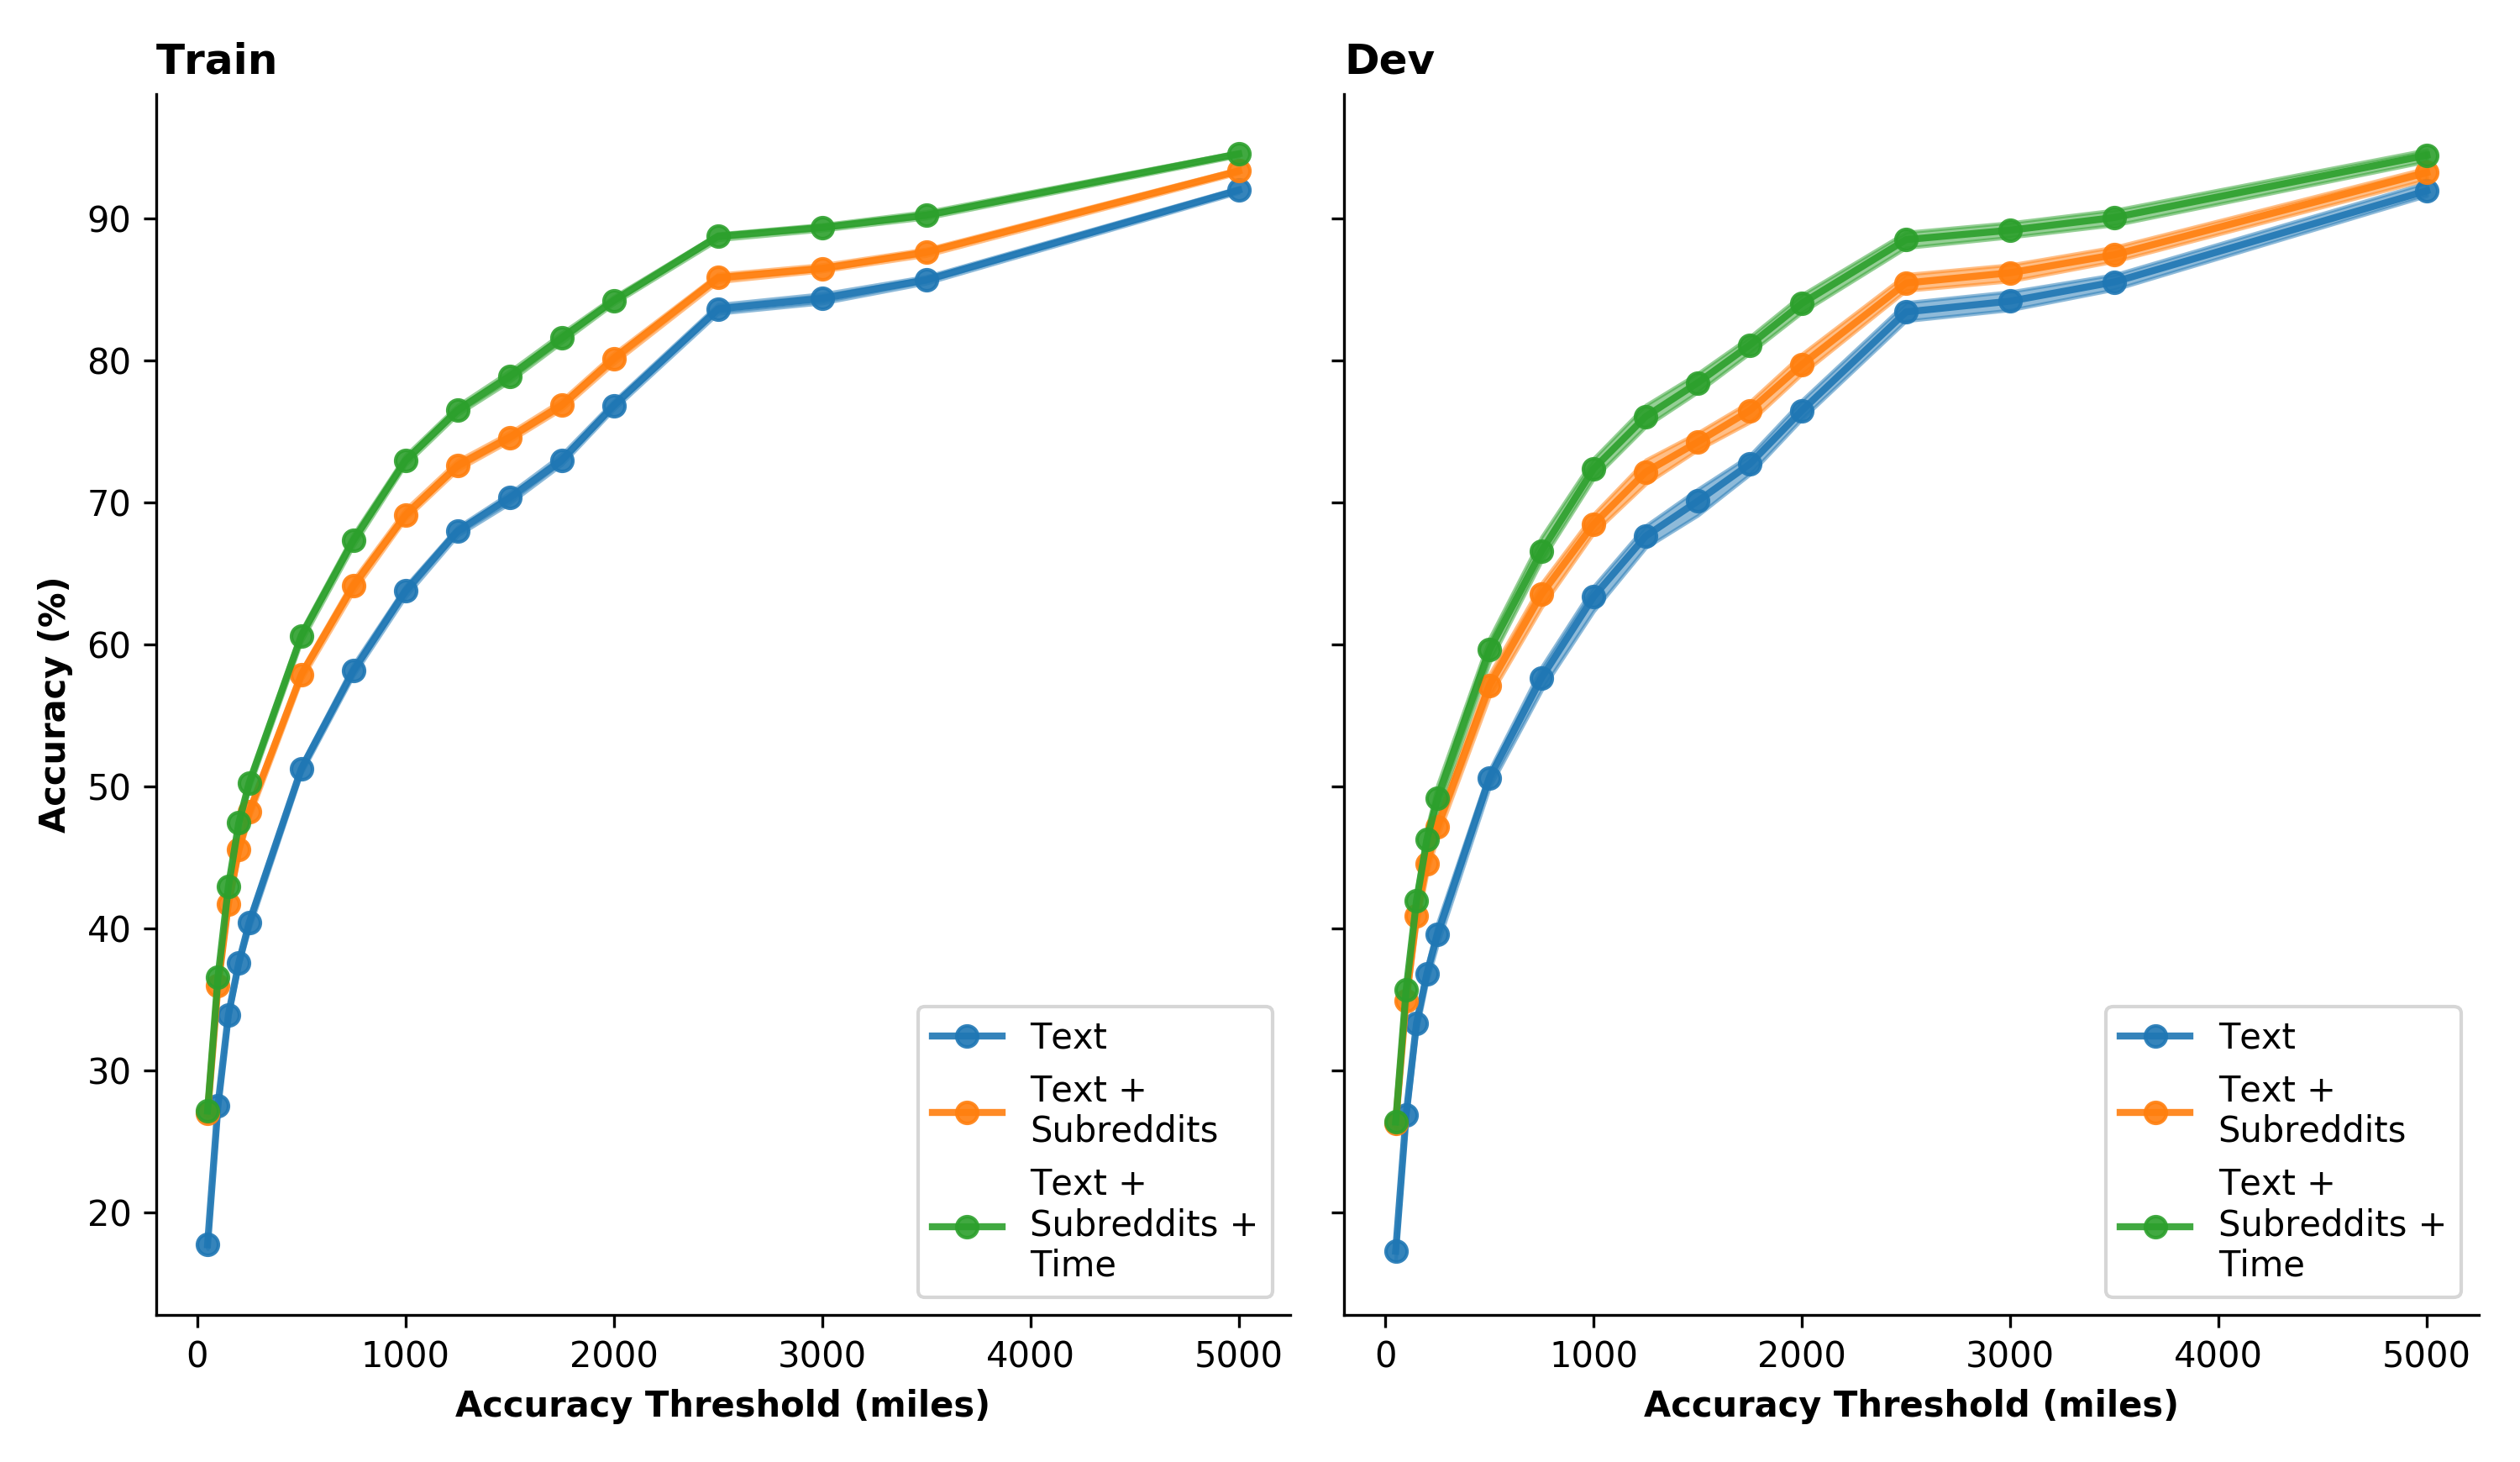 Train
Accuracy (%)
90
80
70
60
50
40
30
20
0 1000 2000 3000 4000 5000
Accuracy Threshold (miles)
Text
Text +
Subreddits
Text +
Subreddits +
Time
Dev
0 1000 2000 3000 4000 5000
Accuracy Threshold (miles)
Text
Text +
Subreddits
Text +
Subreddits +
Time